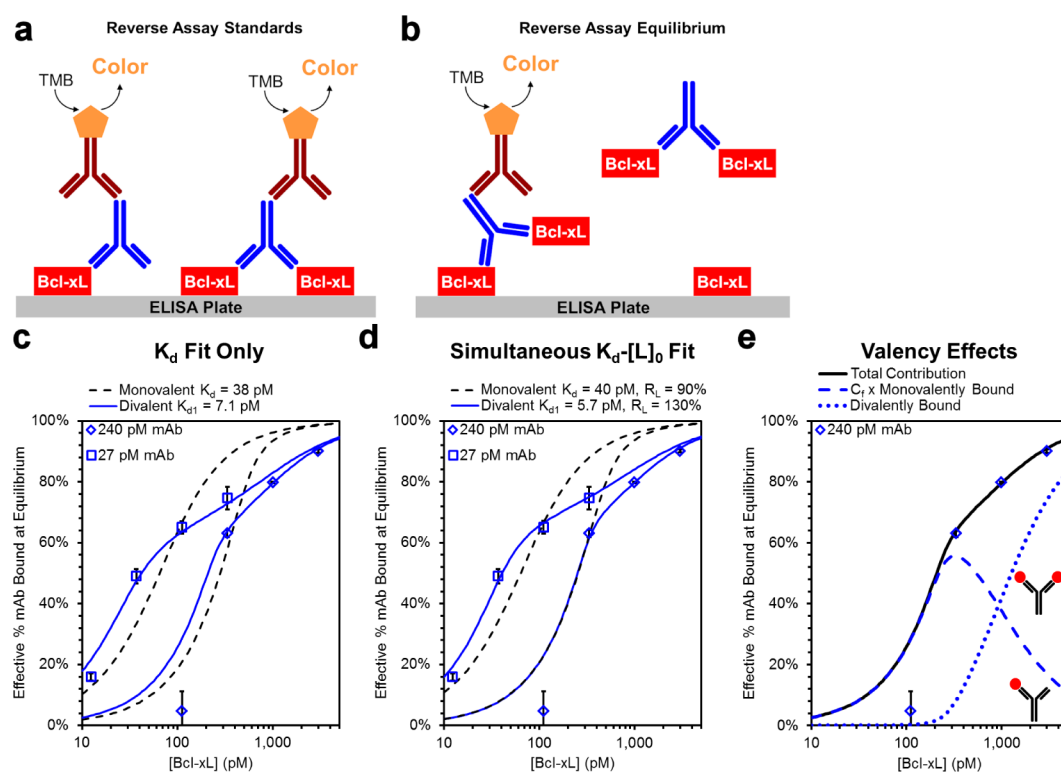 a
Reverse Assay Standards
TMB
Color
TMB
Color
Bcl-xL
Bcl-xL
Bcl-xL
ELISA Plate
b
Reverse Assay Equilibrium
TMB
Color
Bcl-xL
Bcl-xL
Bcl-xL
Bcl-xL
Bcl-xL
ELISA Plate
c
Kd Fit Only
Monovalent Kd = 38 pM
Divalent Kd1 = 7.1 pM
240 pM mAb
27 pM mAb
Effective % mAb Bound at Equilibrium
100%
80%
60%
40%
20%
0%
10
100
1,000
[Bcl-xL] (pM)
d
Simultaneous Kd-[L]0 Fit
Monovalent Kd = 40 pM, RL = 90%
Divalent Kd1 = 5.7 pM, RL = 130%
240 pM mAb
27 pM mAb
Effective % mAb Bound at Equilibrium
100%
80%
60%
40%
20%
0%
10
100
1,000
[Bcl-xL] (pM)
e
Valency Effects
Total Contribution
Cf x Monovalently Bound
Divalently Bound
240 pM mAb
Effective % mAb Bound at Equilibrium
100%
80%
60%
40%
20%
0%
10
100
1,000
[Bcl-xL] (pM)